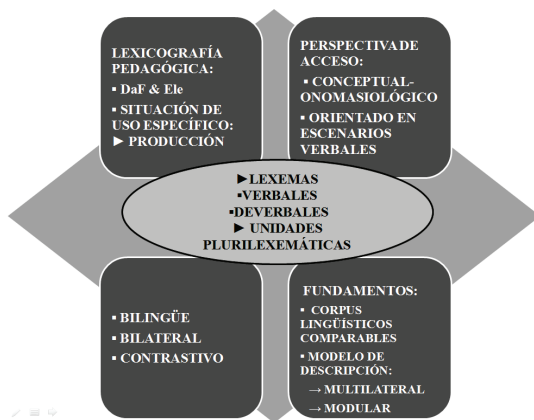 LEXICOGRAFÍA
PEDAGÓGICA:
▪ DaF & Ele
▪ SITUACIÓN DE
USO ESPECÍFICO:
► PRODUCCIÓN
PERSPECTIVA DE
ACCESO:
▪ CONCEPTUAL-
ONOMASIOLÓGICO
▪ ORIENTADO EN
ESCENARIOS
VERBALES
►LEXEMAS
▪VERBALES
▪DEVERBALES
► UNIDADES
PLURILEXEMÁTICAS
▪ BILINGÜE
▪ BILATERAL
▪ CONTRASTIVO
FUNDAMENTOS:
▪ CORPUS
LINGÜÍSTICOS
COMPARABLES
▪ MODELO DE
DESCRIPCIÓN:
→ MULTILATERAL
→ MODULAR